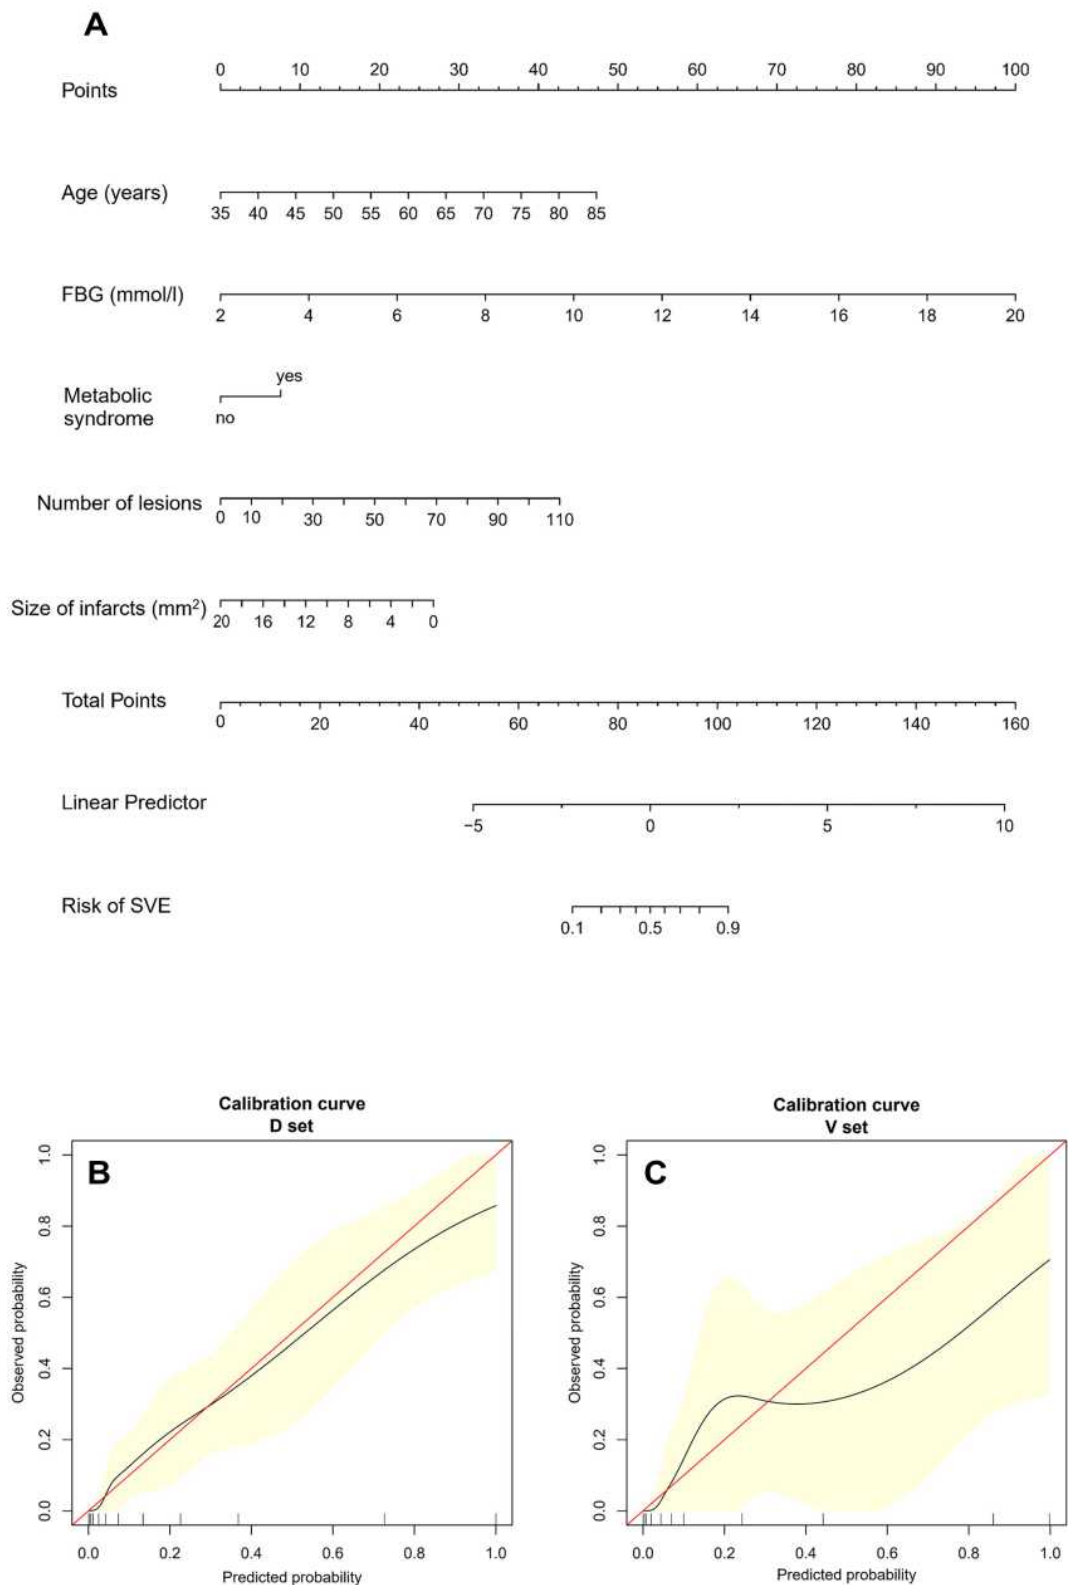 A
0 10 20 30 40 50 60 70 80 90 100
Points
Age (years)
35 40 45 50 55 60 65 70 75 80 85
FBG (mmol/l)
2 4 6 8 10 12 14 16 18 20
yes
Metabolic
syndrome
no
Number of lesions
0 10 30 50 70 90 110
Size of infarcts (mm²)
20 16 12 8 4 0
Total Points
0 20 40 60 80 100 120 140 160
Linear Predictor
−5 0 5 10
Risk of SVE
0.1 0.5 0.9
Calibration curve
D set
B
Observed probability
0.0 0.2 0.4 0.6 0.8 1.0
0.0 0.2 0.4 0.6 0.8 1.0
Predicted probability
Calibration curve
V set
C
Observed probability
0.0 0.2 0.4 0.6 0.8 1.0
0.0 0.2 0.4 0.6 0.8 1.0
Predicted probability